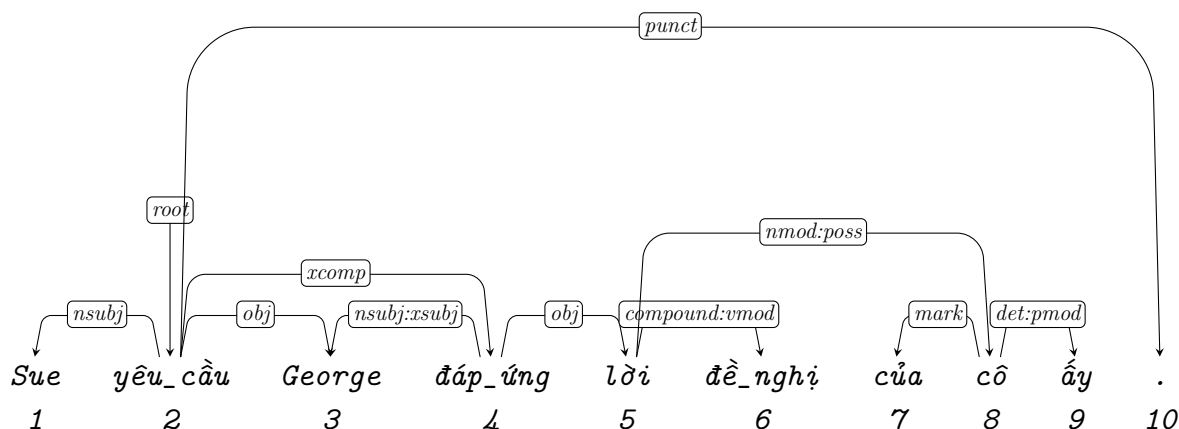 punct
root
nmod:poss
xcomp
nsubj obj nsubj:xsubj obj compound:vmod mark det:pmod
Sue yêu_cầu George đáp_ứng lời đề_nghị của cô ấy .
1 2 3 4 5 6 7 8 9 10